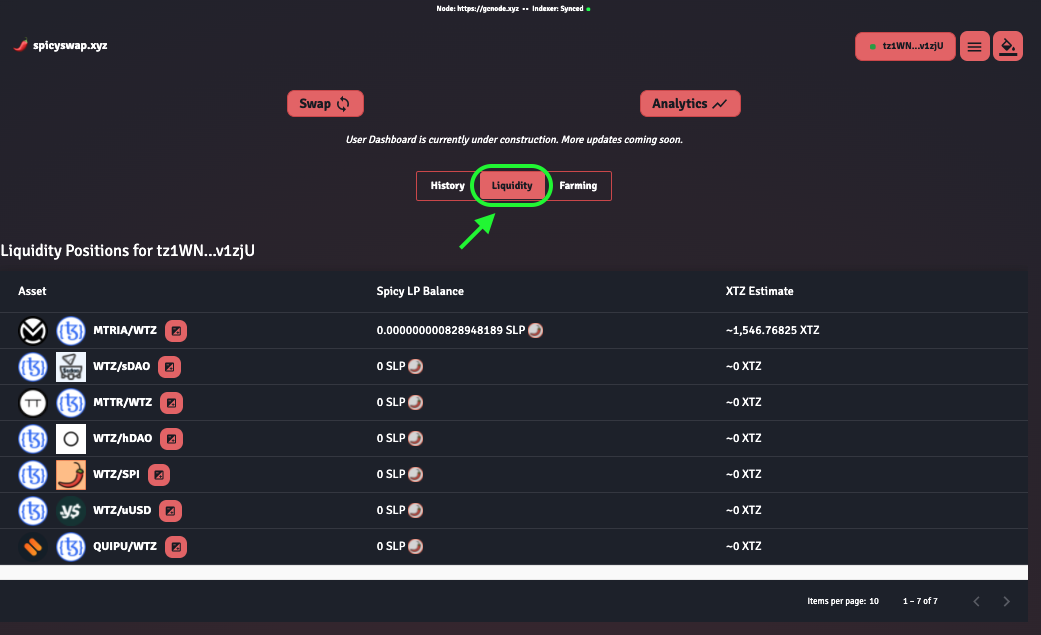 Node: https://gcnode.xyz -- Indexer: Synced
spicyswap.xyz
tz1WN...v1zjU
Swap
Analytics
User Dashboard is currently under construction. More updates coming soon.
History Liquidity Farming
Liquidity Positions for tz1WN...v1zjU
Asset Spicy LP Balance XTZ Estimate
MTRIA/WTZ 0.000000000828948189 SLP ~1,546.76825 XTZ
WTZ/sDAO 0 SLP ~0 XTZ
TT MTTR/WTZ 0 SLP ~0 XTZ
WTZ/hDAO 0 SLP ~0 XTZ
WTZ/SPI 0 SLP ~0 XTZ
y$ WTZ/uUSD 0 SLP ~0 XTZ
QUIPU/WTZ 0 SLP ~0 XTZ
Items per page: 10 1 – 7 of 7